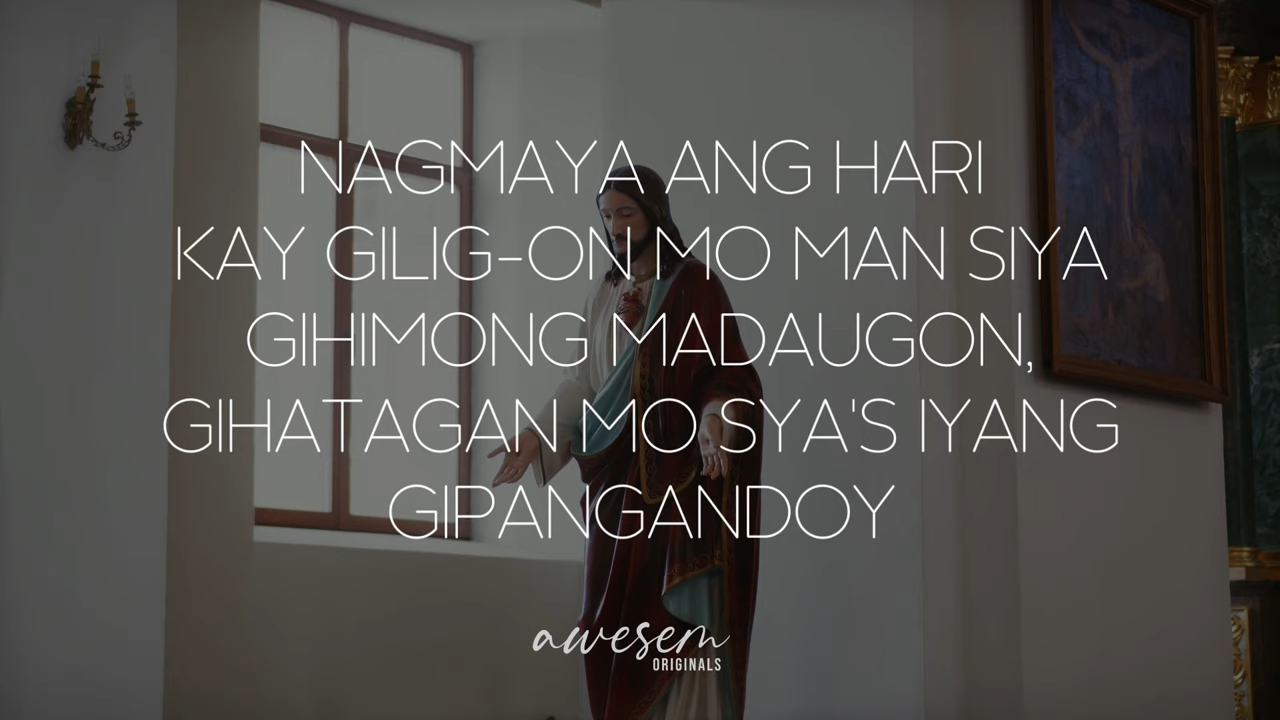 NAGMAYA ANG HARI
KAY GILIG-ON MO MAN SIYA
GIHIMONG MADAUGON,
GIHATAGAN MO SYA'S IYANG
GIPANGANDOY
awesem
ORIGINALS